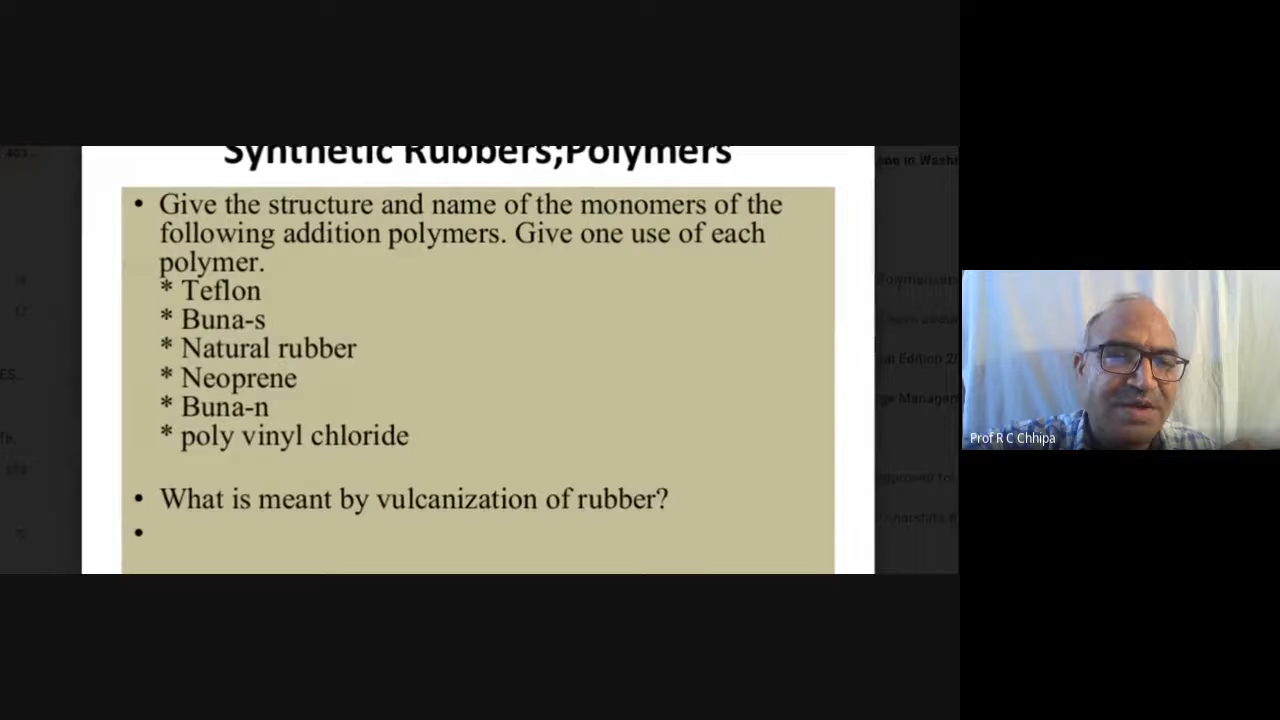 Synthetic Rubbers;Polymers
• Give the structure and name of the monomers of the
following addition polymers. Give one use of each
polymer.
* Teflon
* Buna-s
* Natural rubber
* Neoprene
* Buna-n
* poly vinyl chloride
• What is meant by vulcanization of rubber?
•
Prof R C Chhipa